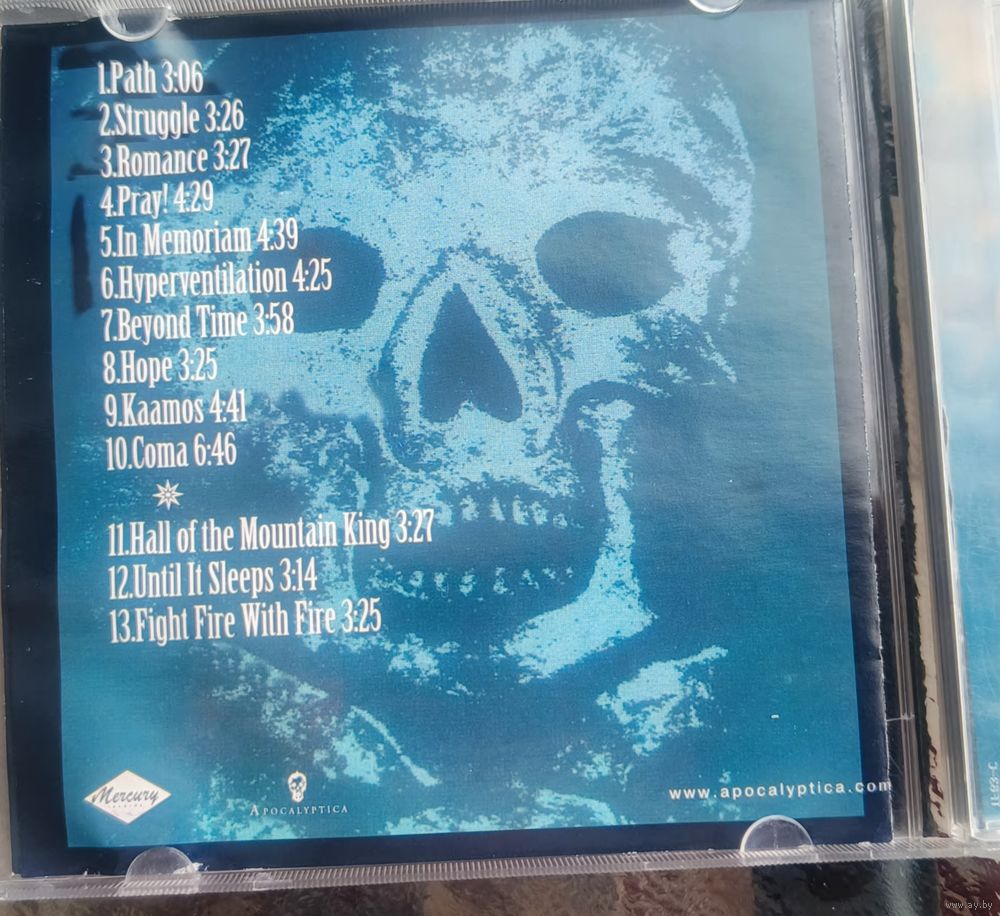 1.Path 3:06
2.Struggle 3:26
3.Romance 3:27
4.Pray! 4:29
5.In Memoriam 4:39
6.Hyperventilation 4:25
7.Beyond Time 3:58
8.Hope 3:25
9.Kaamos 4:41
10.Coma 6:46
11.Hall of the Mountain King 3:27
12.Until It Sleeps 3:14
13.Fight Fire With Fire 3:25
Mercury
APOCALYPTICA
www.apocalyptica.com
www.ay.by